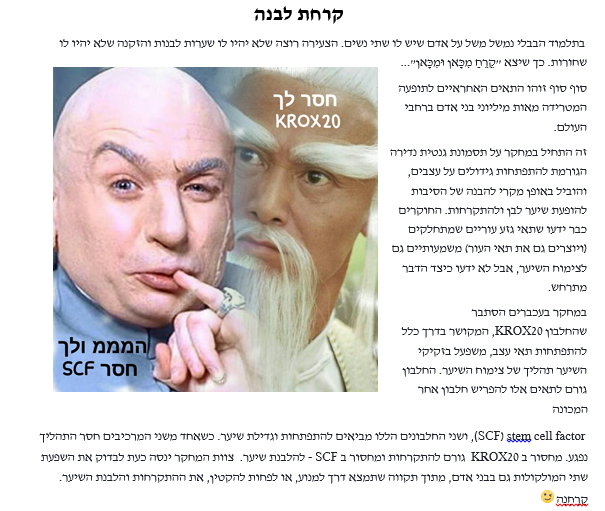 קרחת לבנה
בתלמוד הבבלי נמשל משל על אדם שיש לו שתי נשים. הצעירה רוצה שלא יהיו לו שערות לבנות והזקנה שלא יהיו לו
שחורות. כך שיצא "קֵרֵחַ מִכָּאן וּמִכָּאן"...
סוף סוף זוהו התאים האחראיים לתופעה
המטרידה מאות מיליוני בני אדם ברחבי
העולם.
זה התחיל במחקר על תסמונת גנטית נדירה
הגורמת להתפתחות גידולים על עצבים,
והוביל באופן מקרי להבנה של הסיבות
להופעת שיער לבן ולהתקרחות. החוקרים
כבר ידעו שתאי גזע עוריים שמתחלקים
(ויוצרים גם את תאי העור) משמעותיים גם
לצימוח השיער, אבל לא ידעו כיצד הדבר
מתרחש.
במחקר בעכברים הסתבר
שהחלבון KROX20, המקושר בדרך כלל
להתפתחות תאי עצב, משפעל בזקיקי
השיער תהליך של צימוח השיער. החלבון
גורם לתאים אלו להפריש חלבון אחר
המכונה
חסר לך
KROX20
הממממ ולך
חסר SCF
stem cell factor (SCF), ושני החלבונים הללו מביאים להתפתחות וגדילת שיער. כשאחד משני המרכיבים חסר התהליך
נפגע. מחסור ב KROX20 גורם להתקרחות ומחסור ב SCF - להלבנת שיער. צוות המחקר ינסה כעת לבדוק את השפעת
שתי המולקולות גם בבני אדם, מתוך תקווה שתמצא דרך למנוע, או לפחות להקטין, את ההתקרחות והלבנת השיער.
קרחנה